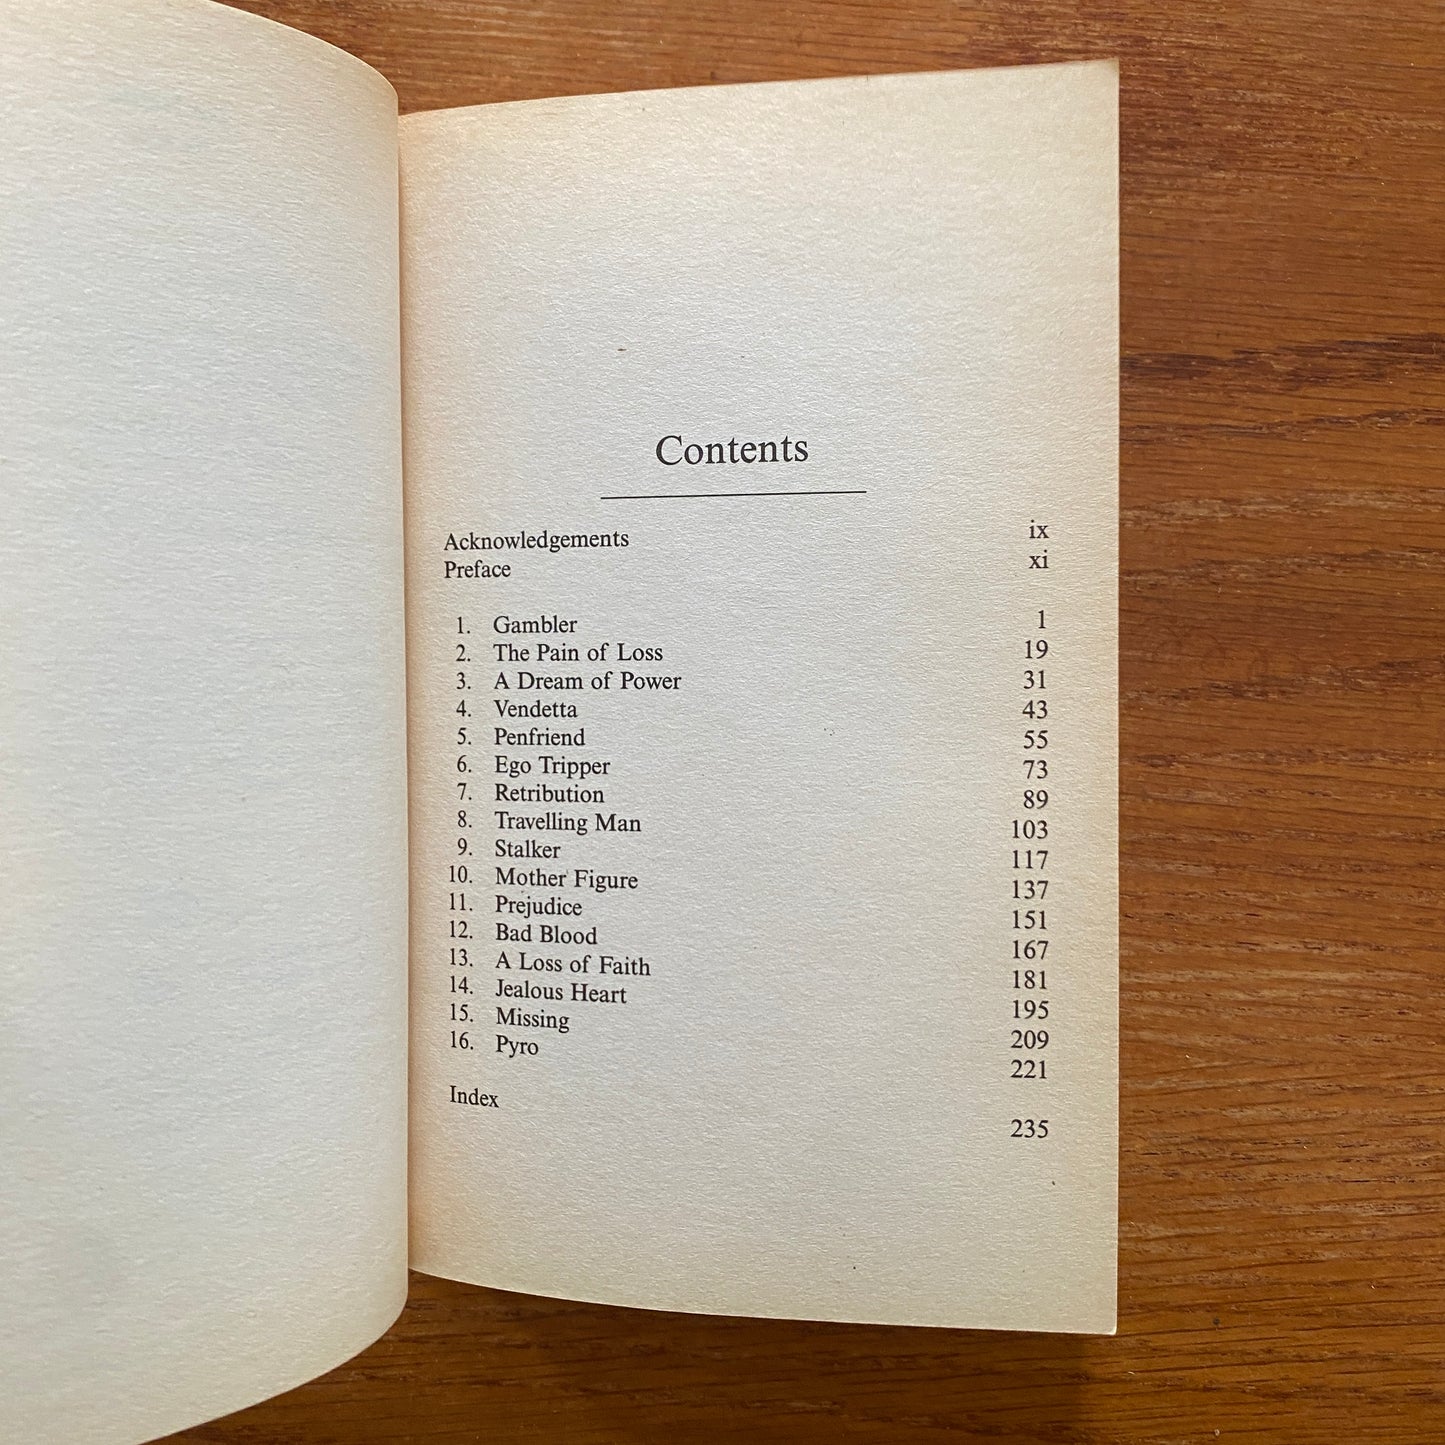 Contents
Acknowledgements ix
Preface xi
1. Gambler 1
2. The Pain of Loss 19
3. A Dream of Power 31
4. Vendetta 43
5. Penfriend 55
6. Ego Tripper 73
7. Retribution 89
8. Travelling Man 103
9. Stalker 117
10. Mother Figure 137
11. Prejudice 151
12. Bad Blood 167
13. A Loss of Faith 181
14. Jealous Heart 195
15. Missing 209
16. Pyro 221
Index 235